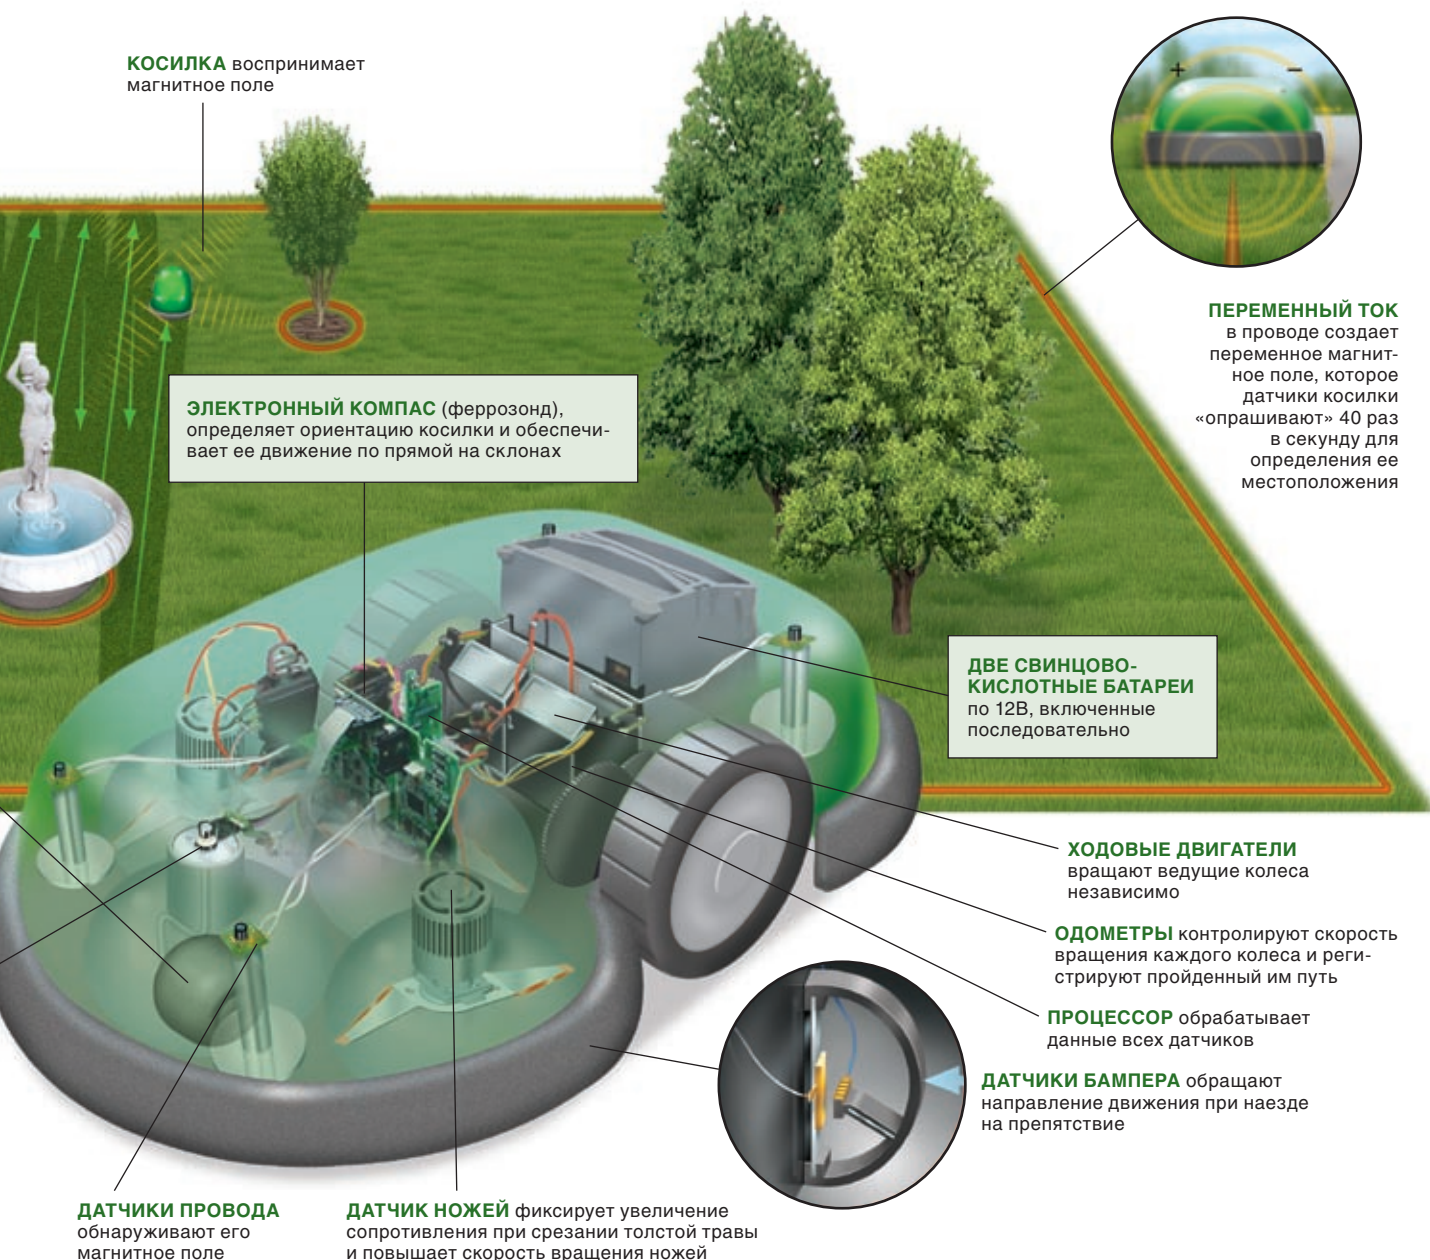 КОСИЛКА воспринимает
магнитное поле
+ −
ПЕРЕМЕННЫЙ ТОК
в проводе создает
переменное магнит-
ное поле, которое
датчики косилки
«опрашивают» 40 раз
в секунду для
определения ее
местоположения
ЭЛЕКТРОННЫЙ КОМПАС (феррозонд),
определяет ориентацию косилки и обеспечи-
вает ее движение по прямой на склонах
ДВЕ СВИНЦОВО-
КИСЛОТНЫЕ БАТАРЕИ
по 12В, включенные
последовательно
ХОДОВЫЕ ДВИГАТЕЛИ
вращают ведущие колеса
независимо
ОДОМЕТРЫ контролируют скорость
вращения каждого колеса и реги-
стрируют пройденный им путь
ПРОЦЕССОР обрабатывает
данные всех датчиков
ДАТЧИКИ БАМПЕРА обращают
направление движения при наезде
на препятствие
ДАТЧИКИ ПРОВОДА
обнаруживают его
магнитное поле
ДАТЧИК НОЖЕЙ фиксирует увеличение
сопротивления при срезании толстой травы
и повышает скорость вращения ножей